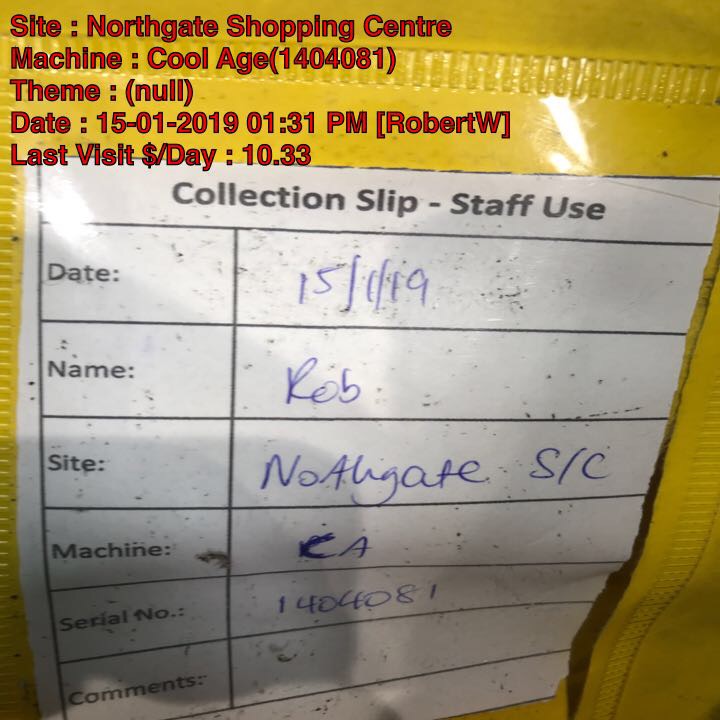 Site : Northgate Shopping Centre
Machine : Cool Age(1404081)
Theme : (null)
Date : 15-01-2019 01:31 PM [RobertW]
Last Visit $/Day : 10.33
Collection Slip - Staff Use
Date: 15/1/19
Name: Rob
Site: Nothgate S/C
Machine: CA
Serial No.: 1404081
Comments: